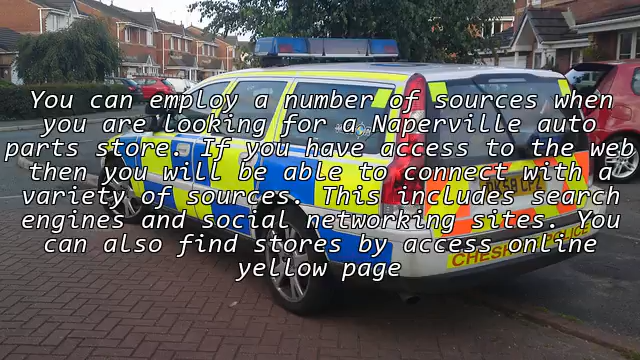 You can employ a number of sources when
you are looking for a Naperville auto
parts store. If you have access to the web
then you will be able to connect with a
variety of sources. This includes search
engines and social networking sites. You
can also find stores by access online
yellow page
POLICE